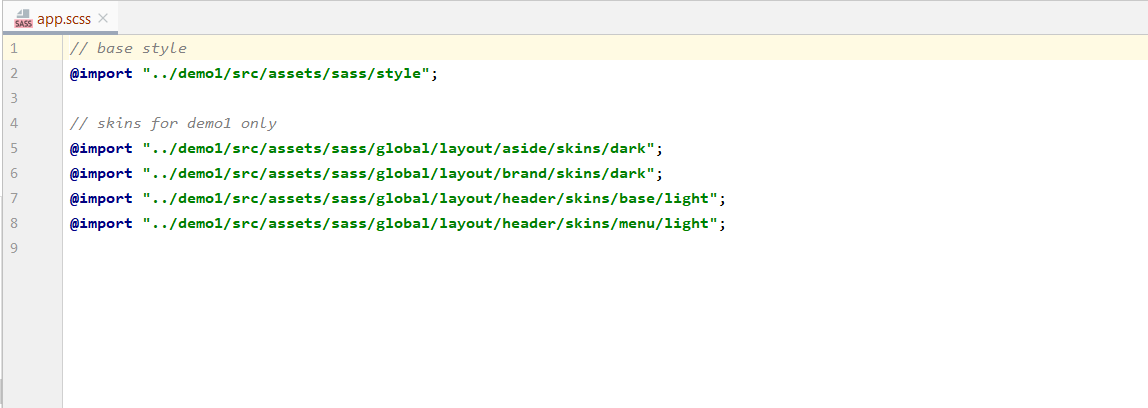 SASS app.scss
1 // base style
2 @import "../demo1/src/assets/sass/style";
3
4 // skins for demo1 only
5 @import "../demo1/src/assets/sass/global/layout/aside/skins/dark";
6 @import "../demo1/src/assets/sass/global/layout/brand/skins/dark";
7 @import "../demo1/src/assets/sass/global/layout/header/skins/base/light";
8 @import "../demo1/src/assets/sass/global/layout/header/skins/menu/light";
9